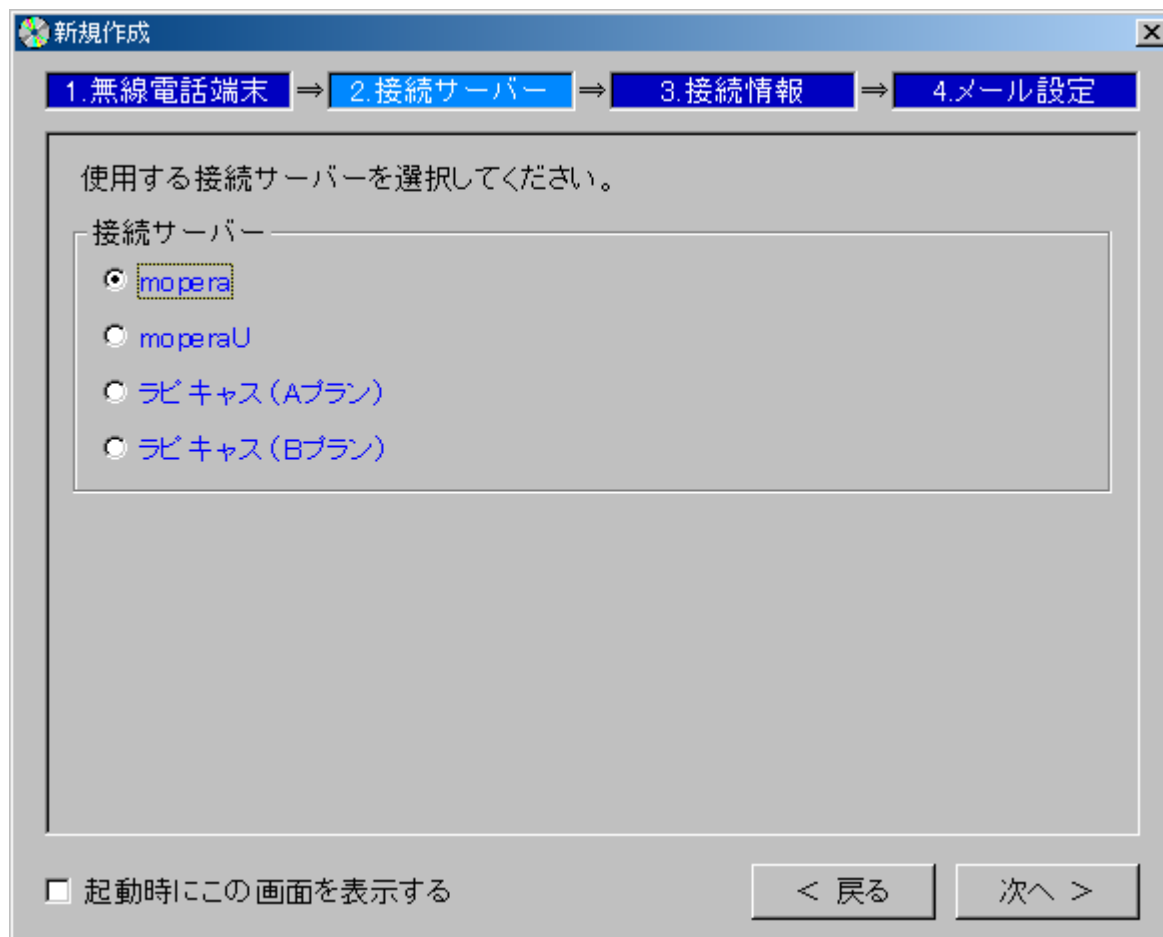 新規作成
1.無線電話端末 ⇒ 2.接続サーバー ⇒ 3.接続情報 ⇒ 4.メール設定
使用する接続サーバーを選択してください。
接続サーバー
mopera
moperaU
ラピキャス(Aプラン)
ラピキャス(Bプラン)
起動時にこの画面を表示する
< 戻る 次へ >